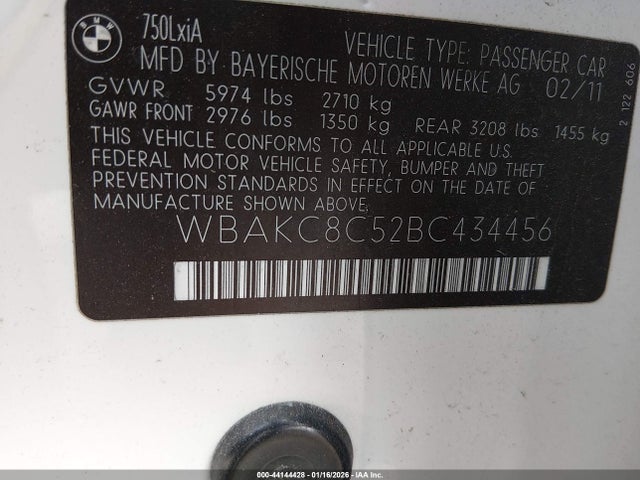 BMW
750LxiA
VEHICLE TYPE: PASSENGER CAR
MFD BY BAYERISCHE MOTOREN WERKE AG 02/11
GVWR 5974 lbs 2710 kg
GAWR FRONT 2976 lbs 1350 kg REAR 3208 lbs 1455 kg
THIS VEHICLE CONFORMS TO ALL APPLICABLE U.S.
FEDERAL MOTOR VEHICLE SAFETY, BUMPER AND THEFT
PREVENTION STANDARDS IN EFFECT ON THE DATE OF
MANUFACTURE SHOWN ABOVE.
WBAKC8C52BC434456
2 122 606
000-44144428 | 01/16/2026 | IAA Inc.